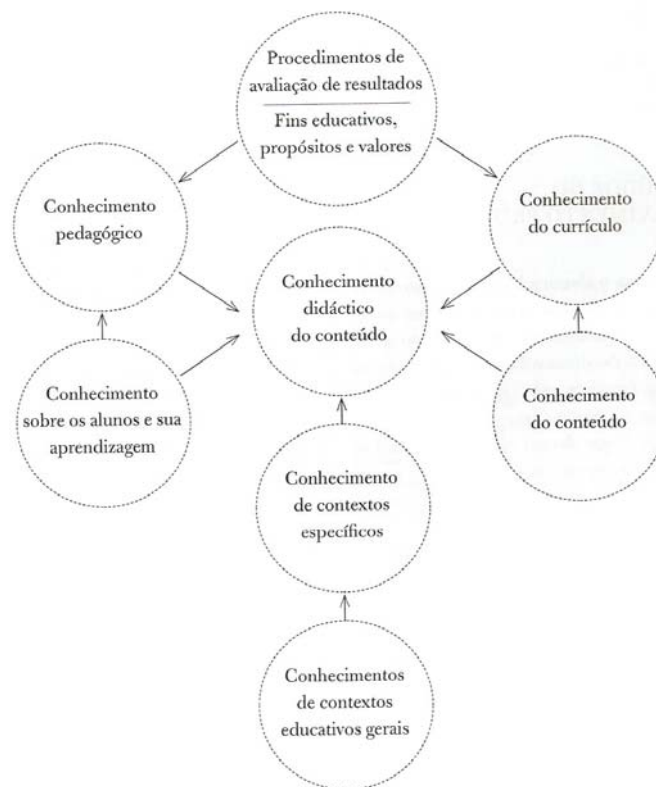 Procedimentos de
avaliação de resultados
Fins educativos,
propósitos e valores
Conhecimento
pedagógico
Conhecimento
do currículo
Conhecimento
didáctico
do conteúdo
Conhecimento
sobre os alunos e sua
aprendizagem
Conhecimento
do conteúdo
Conhecimento
de contextos
específicos
Conhecimentos
de contextos
educativos gerais